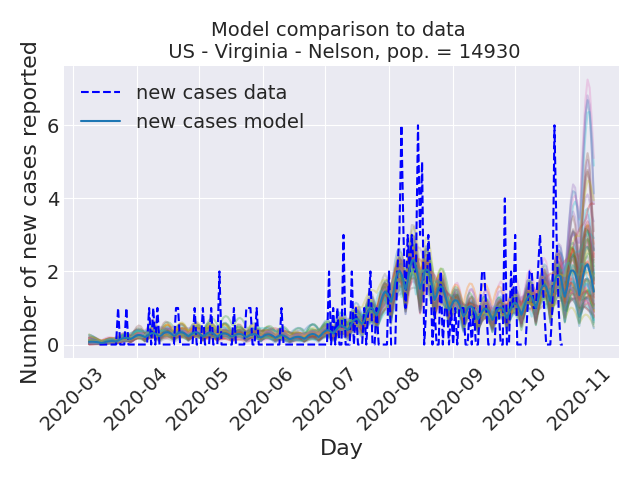 Model comparison to data
US - Virginia - Nelson, pop. = 14930
new cases data
new cases model
Number of new cases reported
6
4
2
0
2020-03
2020-04
2020-05
2020-06
2020-07
2020-08
2020-09
2020-10
2020-11
Day